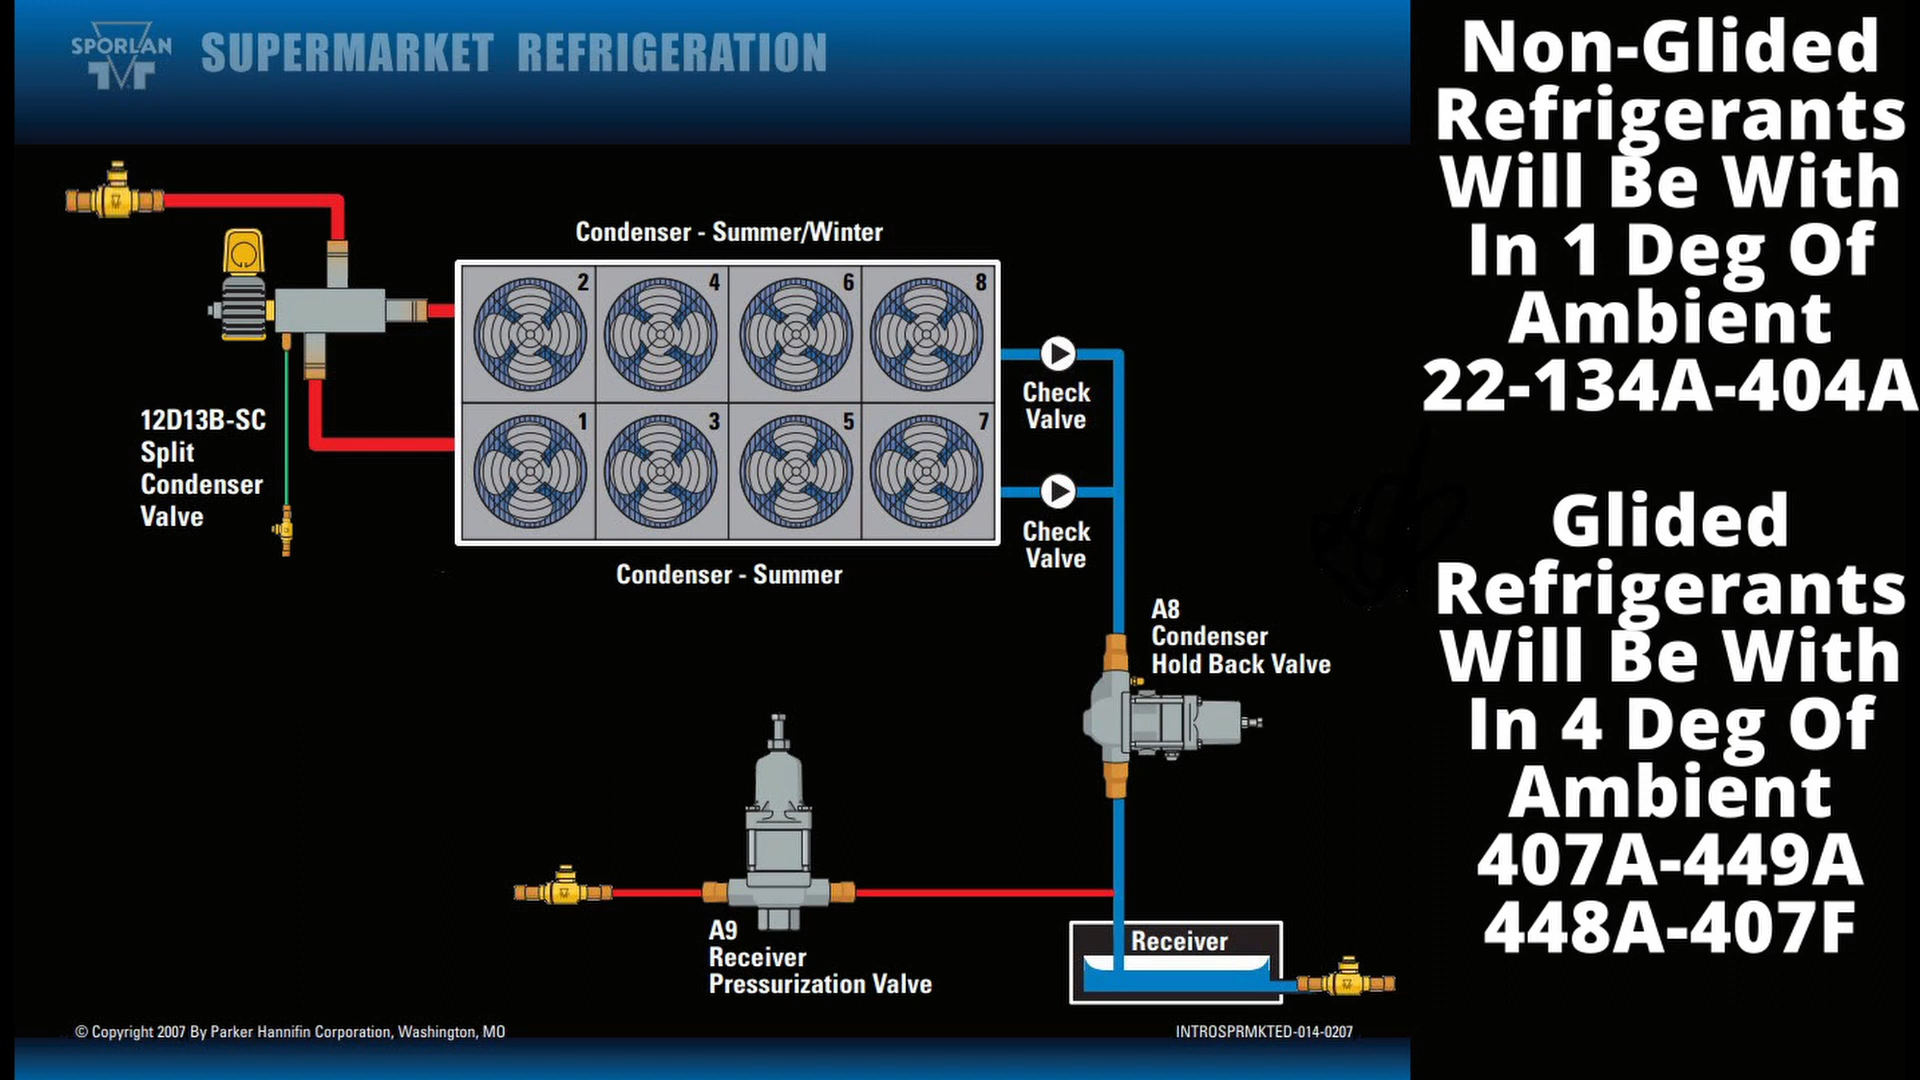 SPORLAN
SUPERMARKET REFRIGERATION
Condenser - Summer/Winter
2
4
6
8
1
3
5
7
Check
Valve
Check
Valve
12D13B-SC
Split
Condenser
Valve
Condenser - Summer
A8
Condenser
Hold Back Valve
A9
Receiver
Pressurization Valve
Receiver
© Copyright 2007 By Parker Hannifin Corporation, Washington, MO
INTROSPRMKTED-014-0207
Non-Glided
Refrigerants
Will Be With
In 1 Deg Of
Ambient
22-134A-404A
Glided
Refrigerants
Will Be With
In 4 Deg Of
Ambient
407A-449A
448A-407F